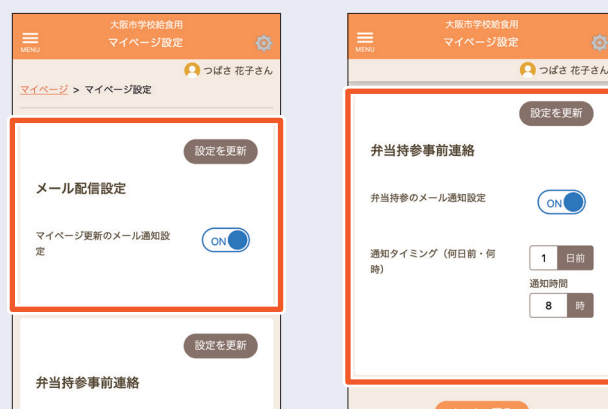 大阪市学校給食用
マイページ設定
MENU
つばさ 花子さん
マイページ > マイページ設定
設定を更新
メール配信設定
マイページ更新のメール通知設
定
ON
設定を更新
弁当持参事前連絡
大阪市学校給食用
マイページ設定
MENU
つばさ 花子さん
設定を更新
弁当持参事前連絡
弁当持参のメール通知設定
ON
通知タイミング（何日前・何
時）
1 日前
通知時間
8 時